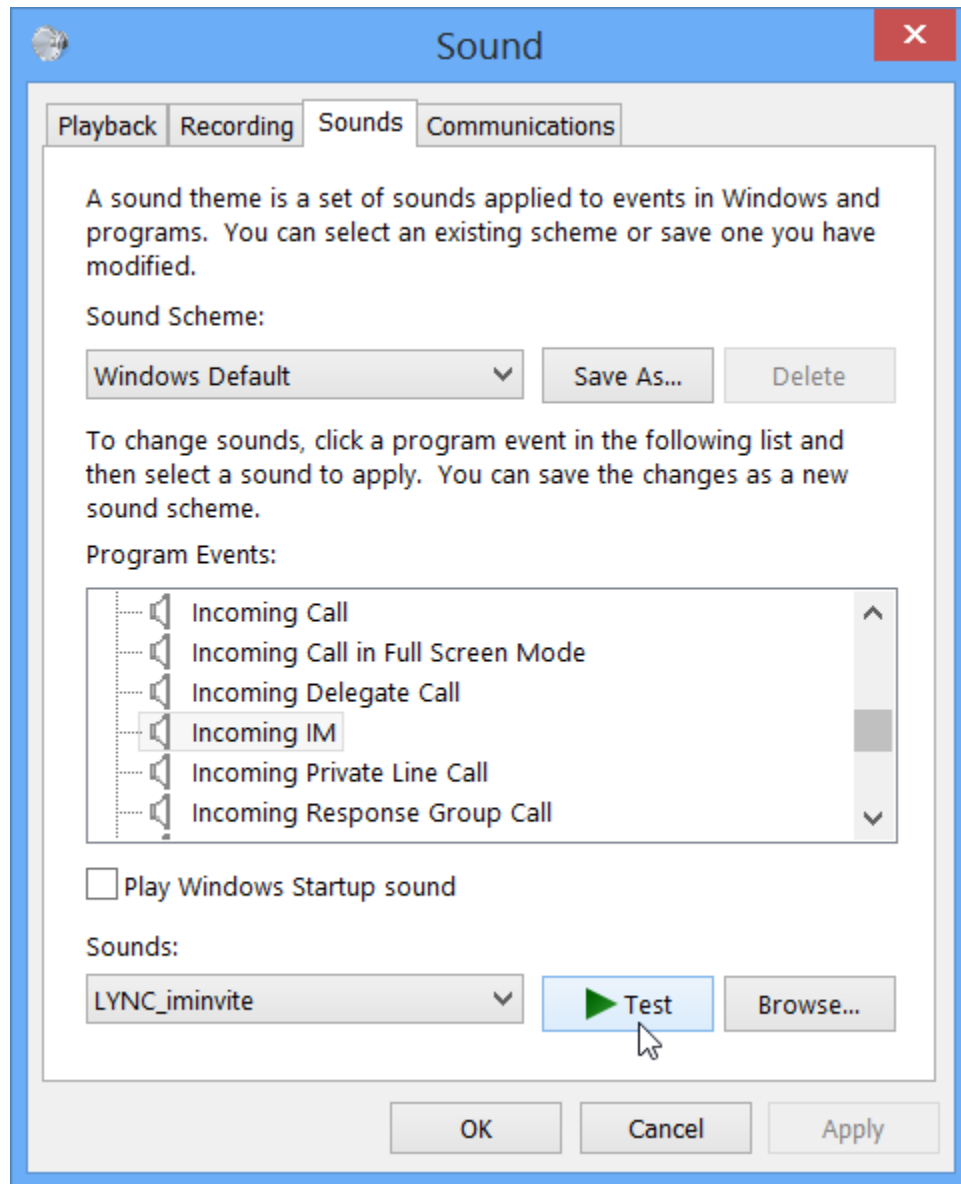 Sound
Playback Recording Sounds Communications
A sound theme is a set of sounds applied to events in Windows and
programs. You can select an existing scheme or save one you have
modified.
Sound Scheme:
Windows Default Save As... Delete
To change sounds, click a program event in the following list and
then select a sound to apply. You can save the changes as a new
sound scheme.
Program Events:
Incoming Call
Incoming Call in Full Screen Mode
Incoming Delegate Call
Incoming IM
Incoming Private Line Call
Incoming Response Group Call
Play Windows Startup sound
Sounds:
LYNC_iminvite Test Browse...
OK Cancel Apply